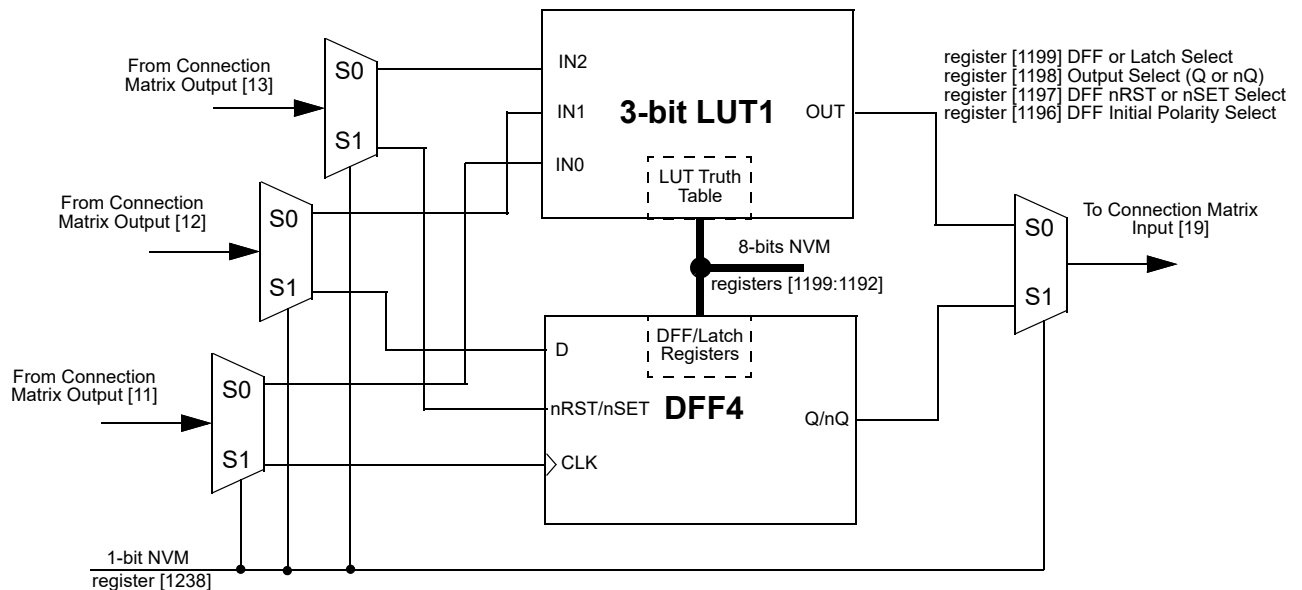 From Connection
Matrix Output [13]
S0
S1
IN2
IN1
IN0
3-bit LUT1
OUT
LUT Truth
Table
register [1199] DFF or Latch Select
register [1198] Output Select (Q or nQ)
register [1197] DFF nRST or nSET Select
register [1196] DFF Initial Polarity Select
From Connection
Matrix Output [12]
S0
S1
8-bits NVM
registers [1199:1192]
S0
S1
To Connection Matrix
Input [19]
From Connection
Matrix Output [11]
S0
S1
D
nRST/nSET
CLK
DFF/Latch
Registers
DFF4
Q/nQ
1-bit NVM
register [1238]